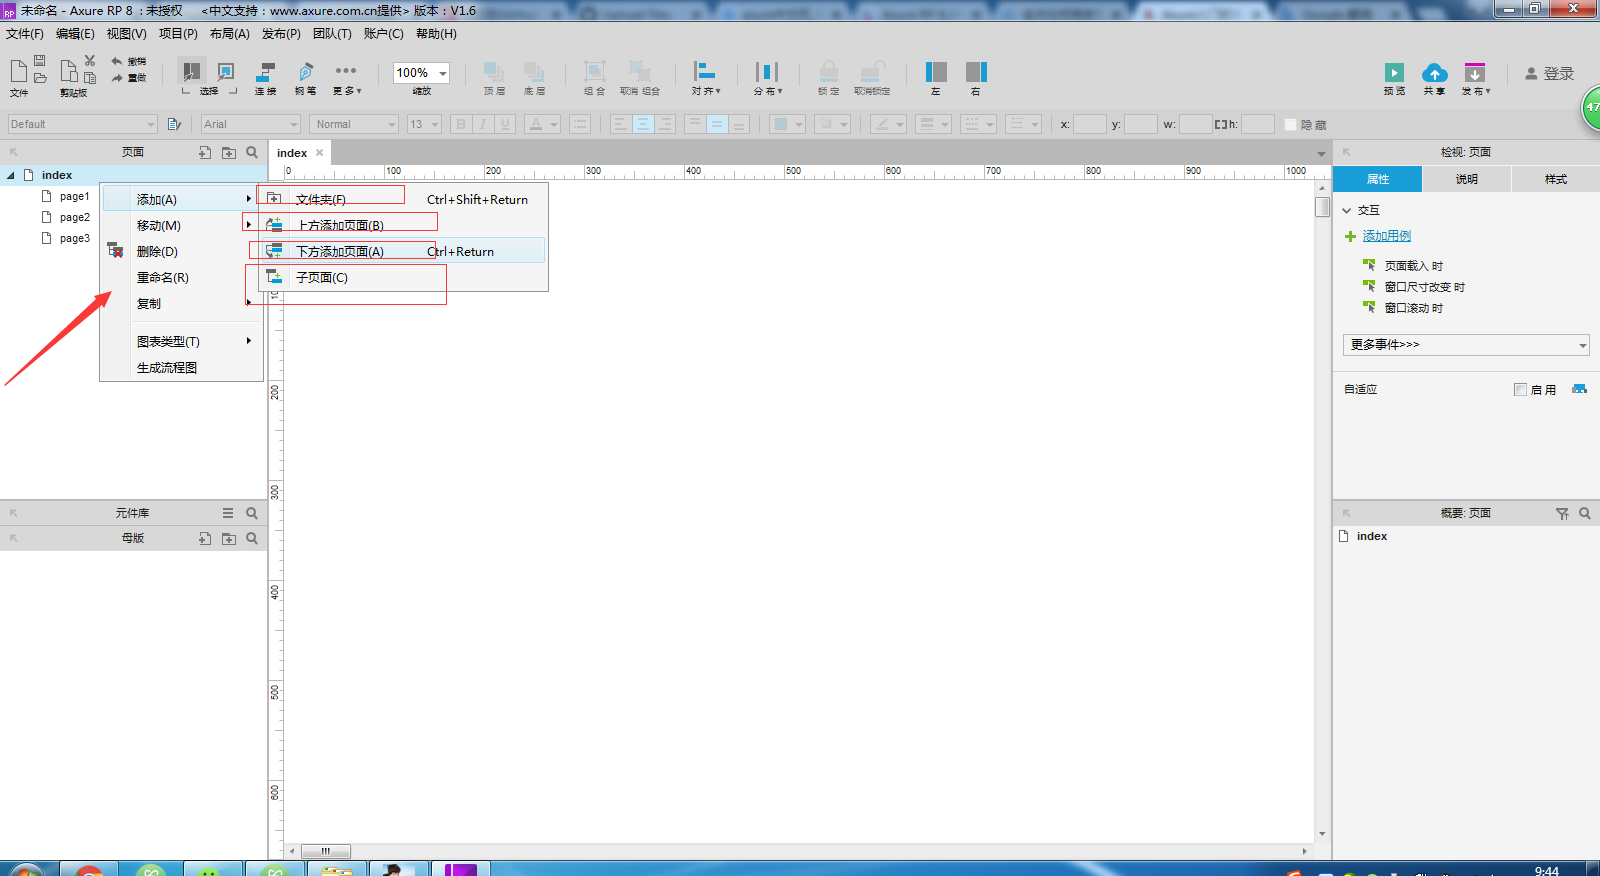 未命名 - Axure RP 8 : 未授权 <中文支持 : www.axure.com.cn提供> 版本 : V1.6
文件(F) 编辑(E) 视图(V) 项目(P) 布局(A) 发布(P) 团队(T) 账户(C) 帮助(H)
撤销
重做
文件 剪贴板 选择 连接 钢笔 更多 100% 缩放 顶层 底层 组合 取消 组合 对齐 分布 锁定 取消锁定 左 右 预览 共享 发布 登录
47
Default Arial Normal 13 B I U A x: y: w: h: 隐藏
页面
index
检视: 页面
index
page1
page2
page3
0 100 200 300 400 500 600 700 800 900 1000
属性 说明 样式
添加(A)
移动(M)
删除(D)
重命名(R)
复制
图表类型(T)
生成流程图
文件夹(F) Ctrl+Shift+Return
上方添加页面(B)
下方添加页面(A) Ctrl+Return
子页面(C)
交互
添加用例
页面载入 时
窗口尺寸改变 时
窗口滚动 时
更多事件>>>
自适应 启用
200
300
400
500
600
元件库
母版
概要: 页面
index
9:44